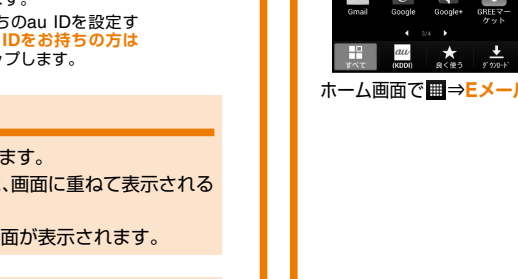 す。
ちのau IDを設定す
IDをお持ちの方は
ップします。
ます。
、画面に重ねて表示される
面が表示されます。
Gmail Google Google+ GREEマーケット
3/4
すべて au (KDDI) 良く使う ダウンロード
ホーム画面で⇒Eメール